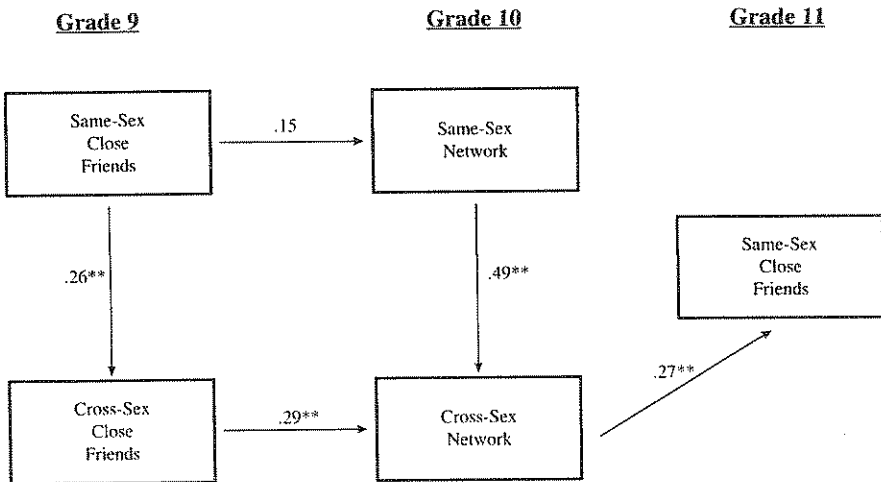 Grade 9
Grade 10
Grade 11
Same-Sex
Close
Friends
.15
Same-Sex
Network
.26**
.49**
Same-Sex
Close
Friends
Cross-Sex
Close
Friends
.29**
Cross-Sex
Network
.27**